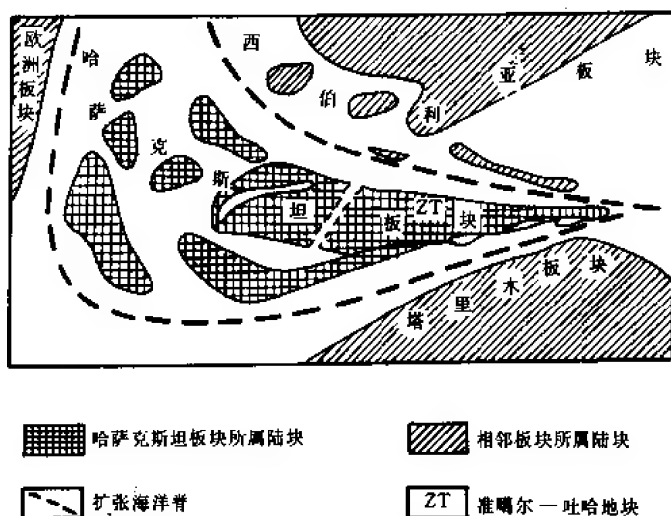 欧洲板块
哈萨克斯坦板块
西伯利亚板块
ZT
塔里木板块
哈萨克斯坦板块所属陆块
相邻板块所属陆块
扩张海洋脊
ZT 准噶尔—吐哈地块